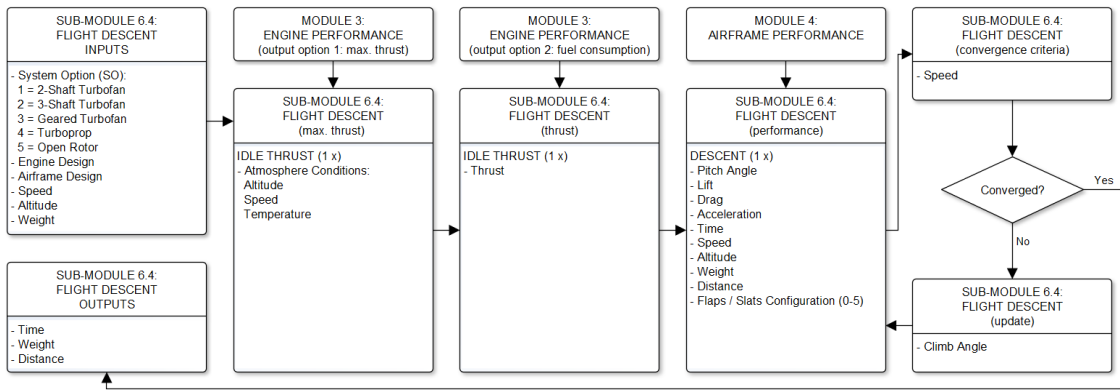 SUB-MODULE 6.4:
FLIGHT DESCENT
INPUTS
- System Option (SO):
1 = 2-Shaft Turbofan
2 = 3-Shaft Turbofan
3 = Geared Turbofan
4 = Turboprop
5 = Open Rotor
- Engine Design
- Airframe Design
- Speed
- Altitude
- Weight
MODULE 3:
ENGINE PERFORMANCE
(output option 1: max. thrust)
SUB-MODULE 6.4:
FLIGHT DESCENT
(max. thrust)
IDLE THRUST (1 x)
- Atmosphere Conditions:
Altitude
Speed
Temperature
MODULE 3:
ENGINE PERFORMANCE
(output option 2: fuel consumption)
SUB-MODULE 6.4:
FLIGHT DESCENT
(thrust)
IDLE THRUST (1 x)
- Thrust
MODULE 4:
AIRFRAME PERFORMANCE
SUB-MODULE 6.4:
FLIGHT DESCENT
(performance)
DESCENT (1 x)
- Pitch Angle
- Lift
- Drag
- Acceleration
- Time
- Speed
- Altitude
- Weight
- Distance
- Flaps / Slats Configuration (0-5)
SUB-MODULE 6.4:
FLIGHT DESCENT
(convergence criteria)
- Speed
Converged?
Yes
No
SUB-MODULE 6.4:
FLIGHT DESCENT
(update)
- Climb Angle
SUB-MODULE 6.4:
FLIGHT DESCENT
OUTPUTS
- Time
- Weight
- Distance